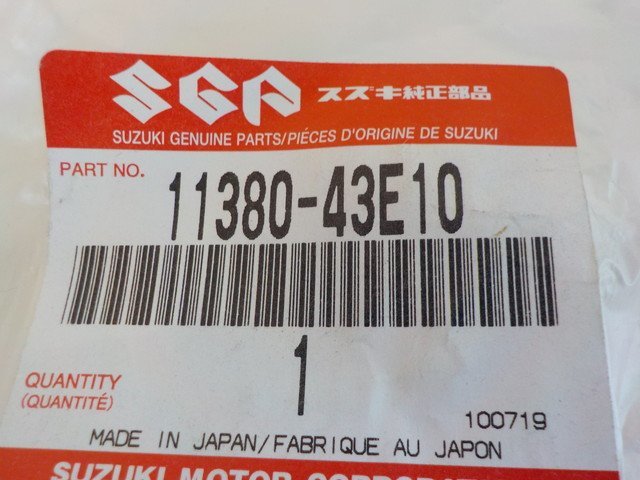 SGP スズキ純正部品
SUZUKI GENUINE PARTS/PIÈCES D'ORIGINE DE SUZUKI
PART NO. 11380-43E10
QUANTITY 1
(QUANTITÉ)
100719
MADE IN JAPAN/FABRIQUE AU JAPON
SUZUKI MOTOR